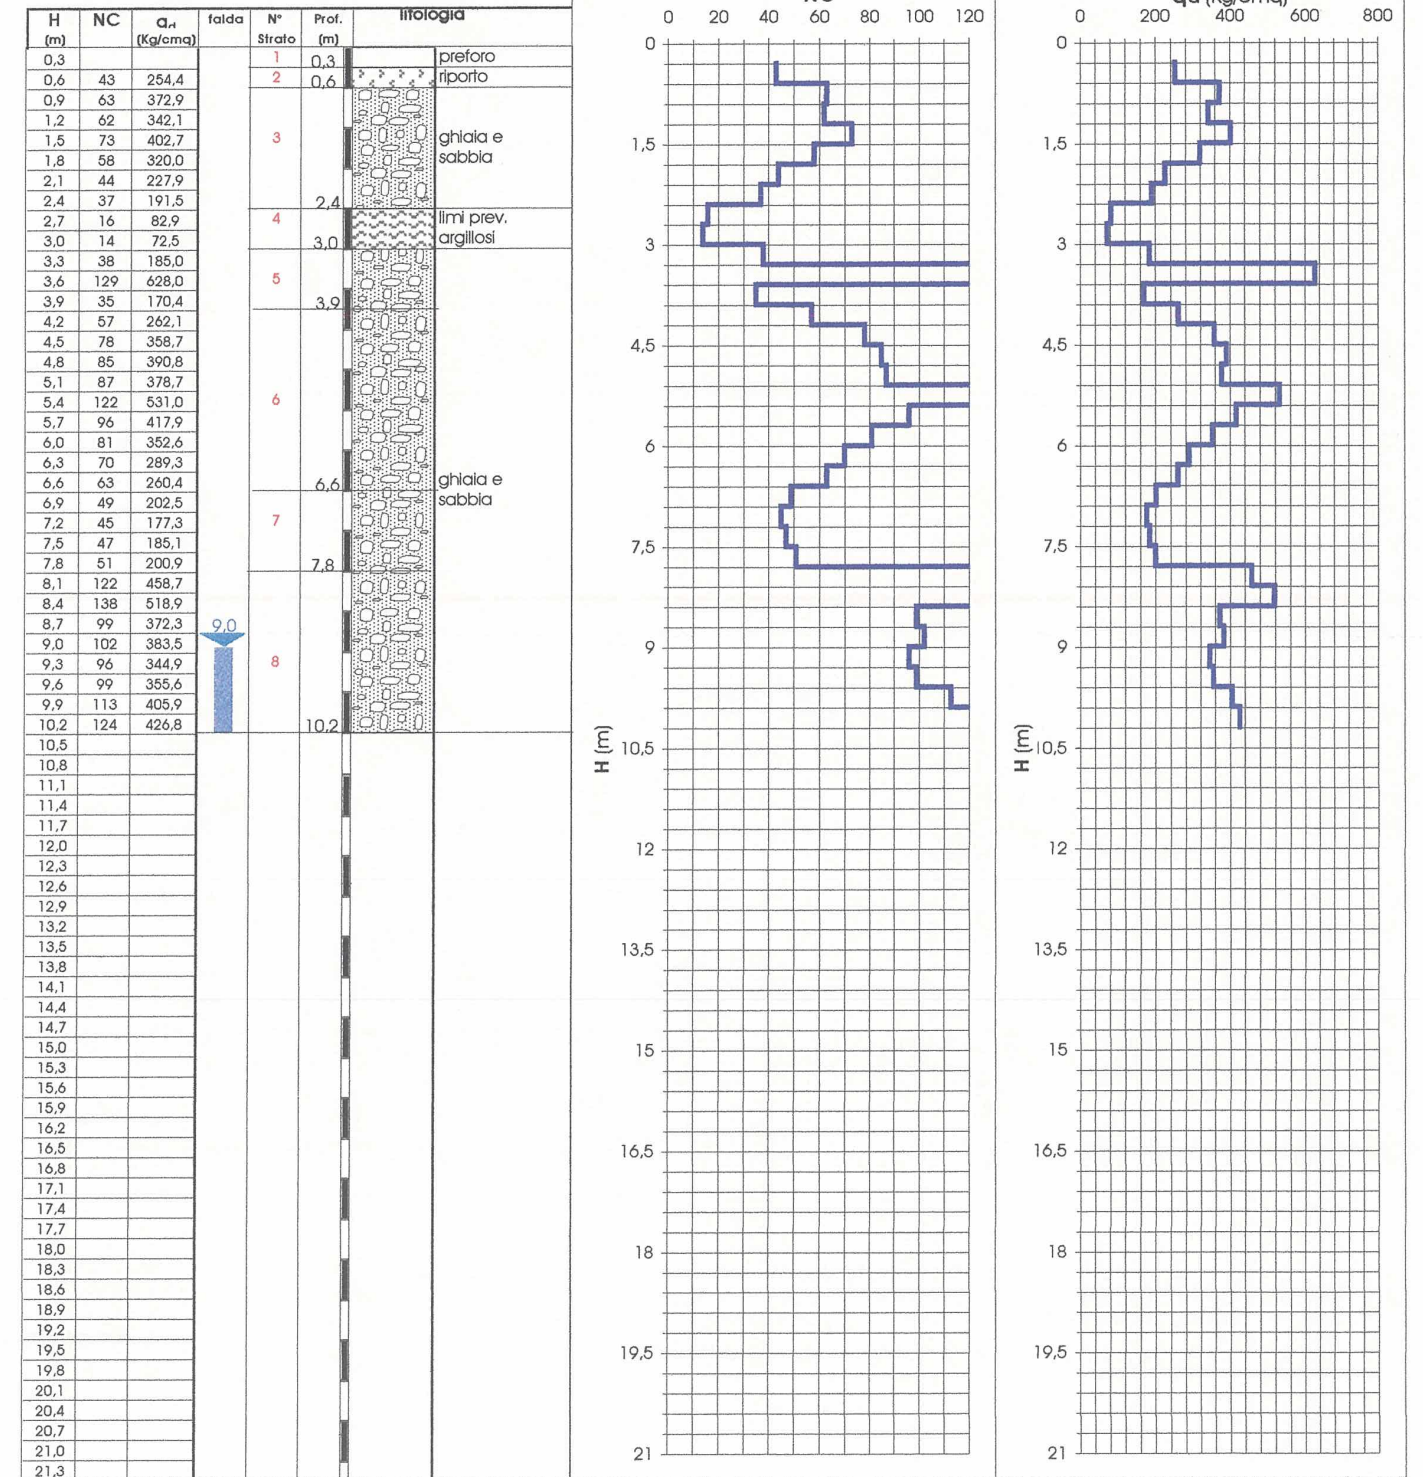 H NC qd falda N° Prof. litologia
(m) (Kg/cmq) Strato (m)
0,3 1 0,3 preforo
0,6 43 254,4 2 0,6 riporto
0,9 63 372,9
1,2 62 342,1
1,5 73 402,7 3 ghiaia e
1,8 58 320,0 sabbia
2,1 44 227,9
2,4 37 191,5 2,4
2,7 16 82,9 4 limi prev.
3,0 14 72,5 3,0 argillosi
3,3 38 185,0
3,6 129 628,0 5
3,9 35 170,4 3,9
4,2 57 262,1
4,5 78 358,7
4,8 85 390,8
5,1 87 378,7
5,4 122 531,0 6
5,7 96 417,9
6,0 81 352,6
6,3 70 289,3
6,6 63 260,4 6,6 ghiaia e
6,9 49 202,5 sabbia
7,2 45 177,3 7
7,5 47 185,1
7,8 51 200,9 7,8
8,1 122 458,7
8,4 138 518,9
8,7 99 372,3 9,0
9,0 102 383,5
9,3 96 344,9 8
9,6 99 355,6
9,9 113 405,9
10,2 124 426,8 10,2
10,5
10,8
11,1
11,4
11,7
12,0
12,3
12,6
12,9
13,2
13,5
13,8
14,1
14,4
14,7
15,0
15,3
15,6
15,9
16,2
16,5
16,8
17,1
17,4
17,7
18,0
18,3
18,6
18,9
19,2
19,5
19,8
20,1
20,4
20,7
21,0
21,3
NC
0 20 40 60 80 100 120
0
1,5
3
4,5
6
7,5
9
10,5
12
13,5
15
16,5
18
19,5
21
H (m)
qd (Kg/cmq)
0 200 400 600 800
0
1,5
3
4,5
6
7,5
9
10,5
12
13,5
15
16,5
18
19,5
21
H (m)